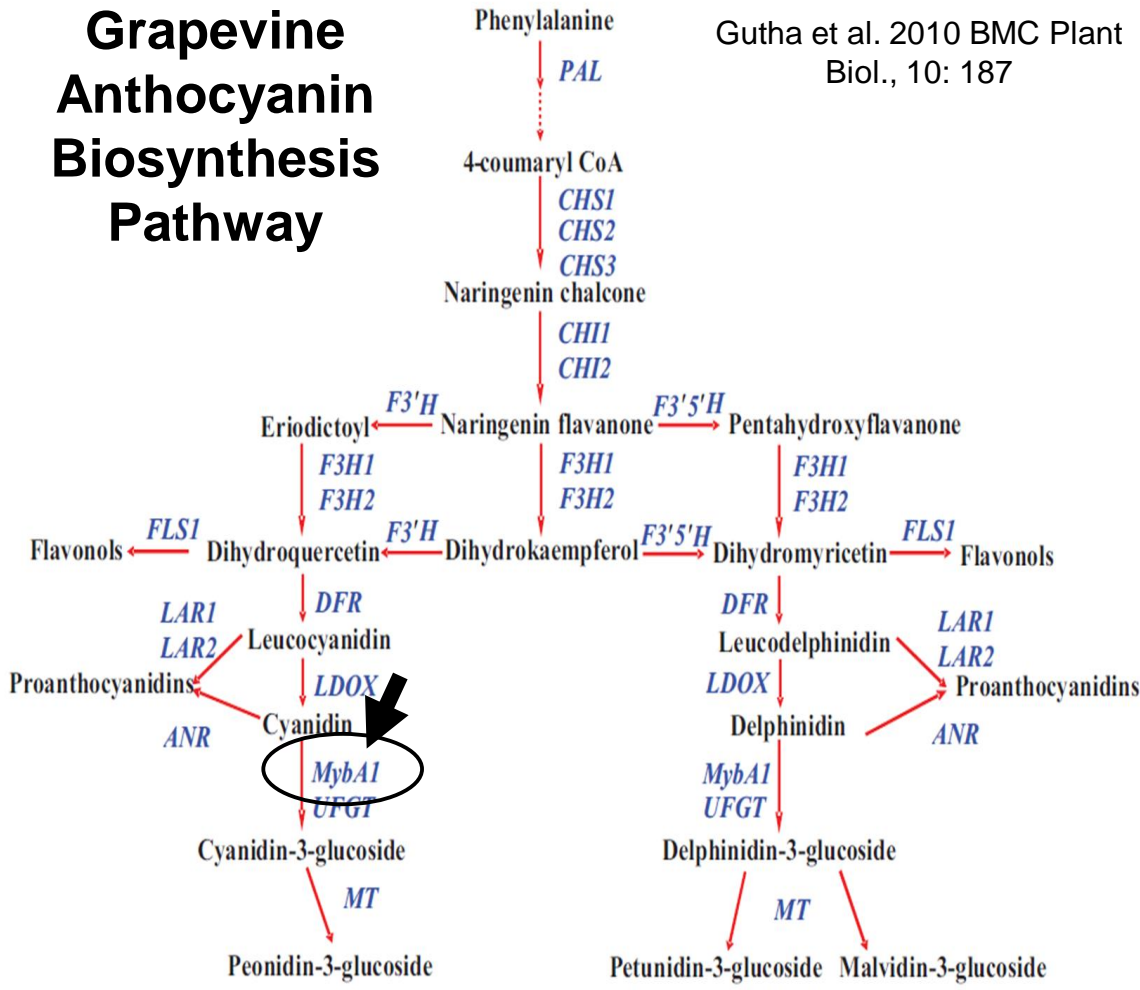 Grapevine
Anthocyanin
Biosynthesis
Pathway
Gutha et al. 2010 BMC Plant
Biol., 10: 187
Phenylalanine
PAL
4-coumaryl CoA
CHS1
CHS2
CHS3
Naringenin chalcone
CHI1
CHI2
F3'H
F3'5'H
Eriodictoyl
Naringenin flavanone
Pentahydroxyflavanone
F3H1
F3H2
F3H1
F3H2
F3H1
F3H2
FLS1
F3'H
F3'5'H
FLS1
Flavonols
Dihydroquercetin
Dihydrokaempferol
Dihydromyricetin
Flavonols
DFR
DFR
LAR1
LAR2
Leucocyanidin
Leucodelphinidin
LAR1
LAR2
Proanthocyanidins
LDOX
LDOX
Proanthocyanidins
Cyanidin
Delphinidin
ANR
ANR
MybA1
UFGT
MybA1
UFGT
Cyanidin-3-glucoside
Delphinidin-3-glucoside
MT
MT
Peonidin-3-glucoside
Petunidin-3-glucoside
Malvidin-3-glucoside